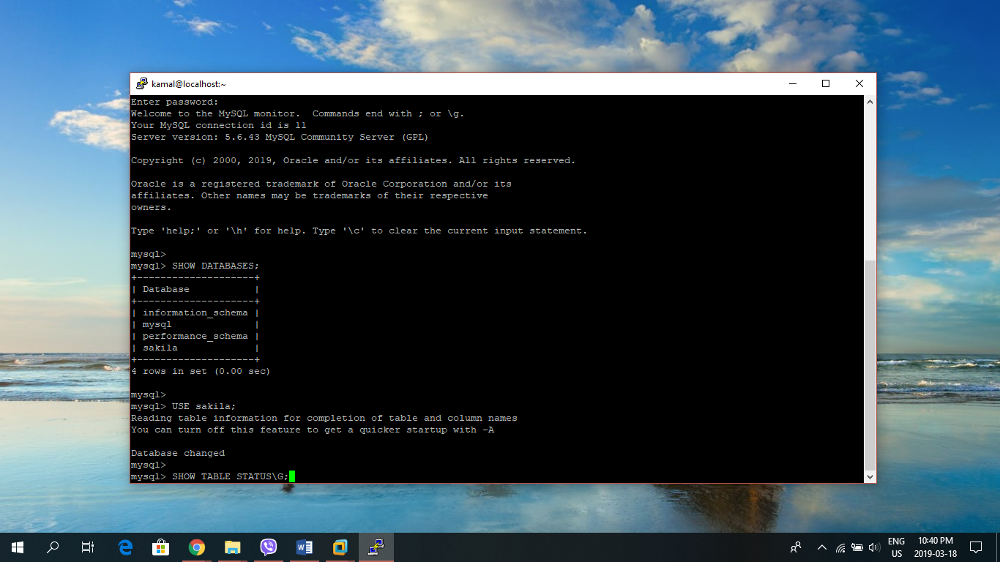 kamal@localhost:~
Enter password:
Welcome to the MySQL monitor.  Commands end with ; or \g.
Your MySQL connection id is 11
Server version: 5.6.43 MySQL Community Server (GPL)
Copyright (c) 2000, 2019, Oracle and/or its affiliates. All rights reserved.
Oracle is a registered trademark of Oracle Corporation and/or its
affiliates. Other names may be trademarks of their respective
owners.
Type 'help;' or '\h' for help. Type '\c' to clear the current input statement.
mysql>
mysql> SHOW DATABASES;
+--------------------+
| Database           |
+--------------------+
| information_schema |
| mysql              |
| performance_schema |
| sakila             |
+--------------------+
4 rows in set (0.00 sec)
mysql>
mysql> USE sakila;
Reading table information for completion of table and column names
You can turn off this feature to get a quicker startup with -A
Database changed
mysql>
mysql> SHOW TABLE STATUS\G;
ENG 10:40 PM
US 2019-03-18